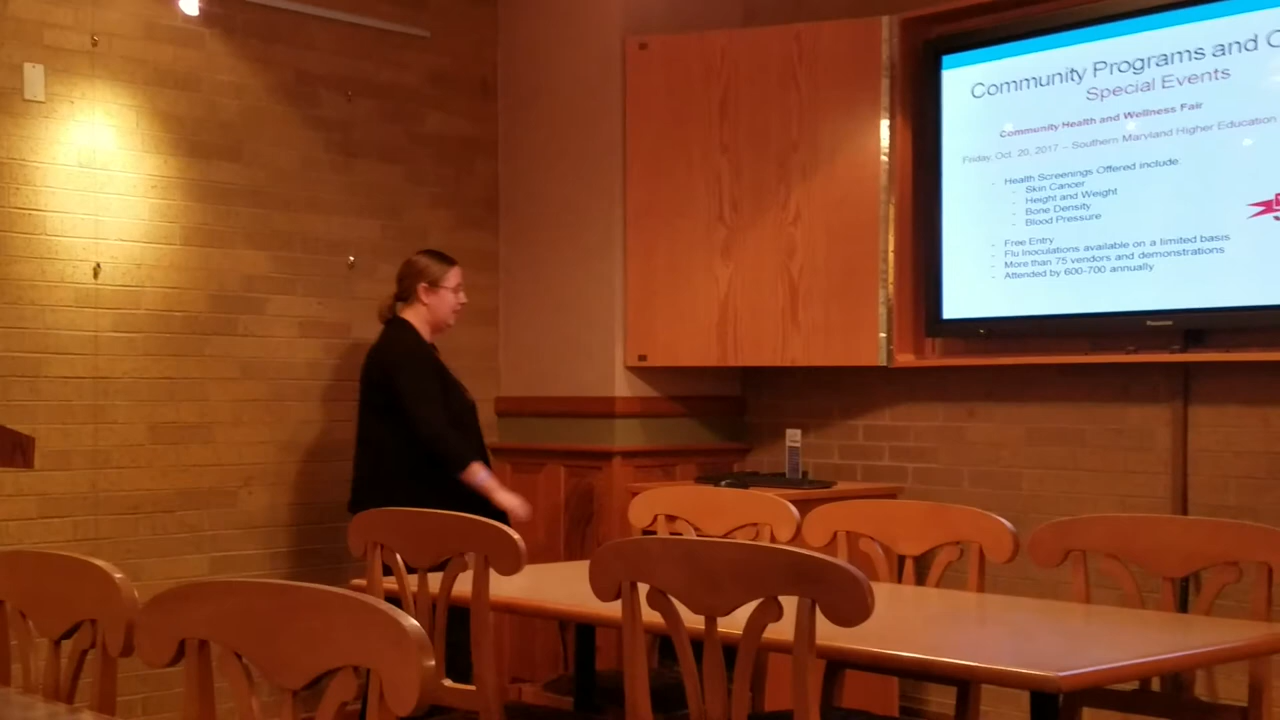 Community Programs and
Special Events
Community Health and Wellness Fair
Friday, Oct. 20, 2017 – Southern Maryland Higher Education
- Health Screenings Offered include:
- Skin Cancer
- Height and Weight
- Bone Density
- Blood Pressure
- Free Entry
- Flu Inoculations available on a limited basis
- More than 75 vendors and demonstrations
- Attended by 600-700 annually
Panasonic